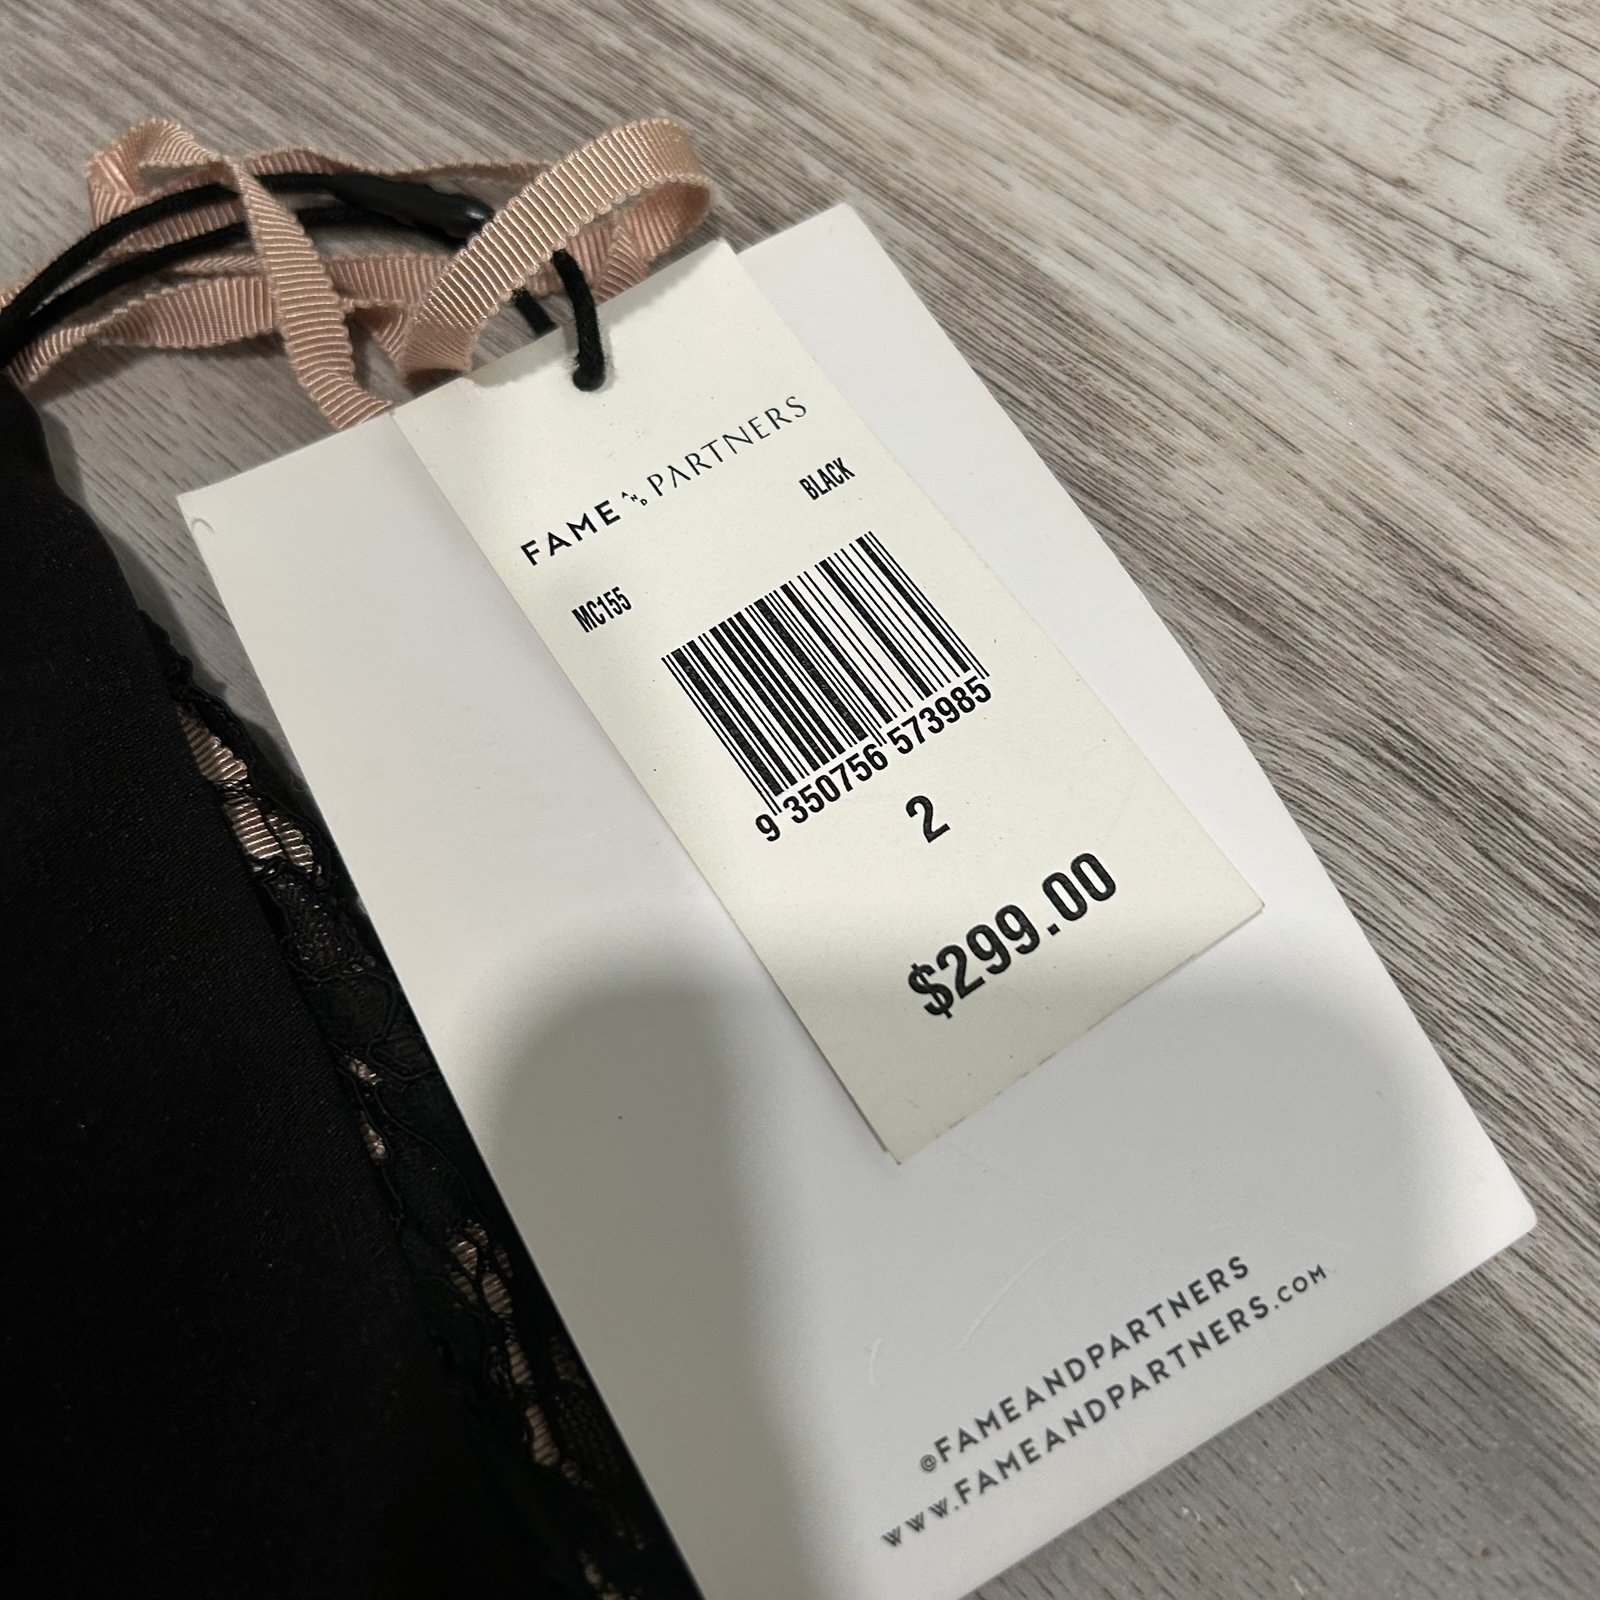 FAME AND PARTNERS
MC155 BLACK
9 350756 573985
2
$299.00
@FAMEANDPARTNERS
WWW.FAMEANDPARTNERS.COM